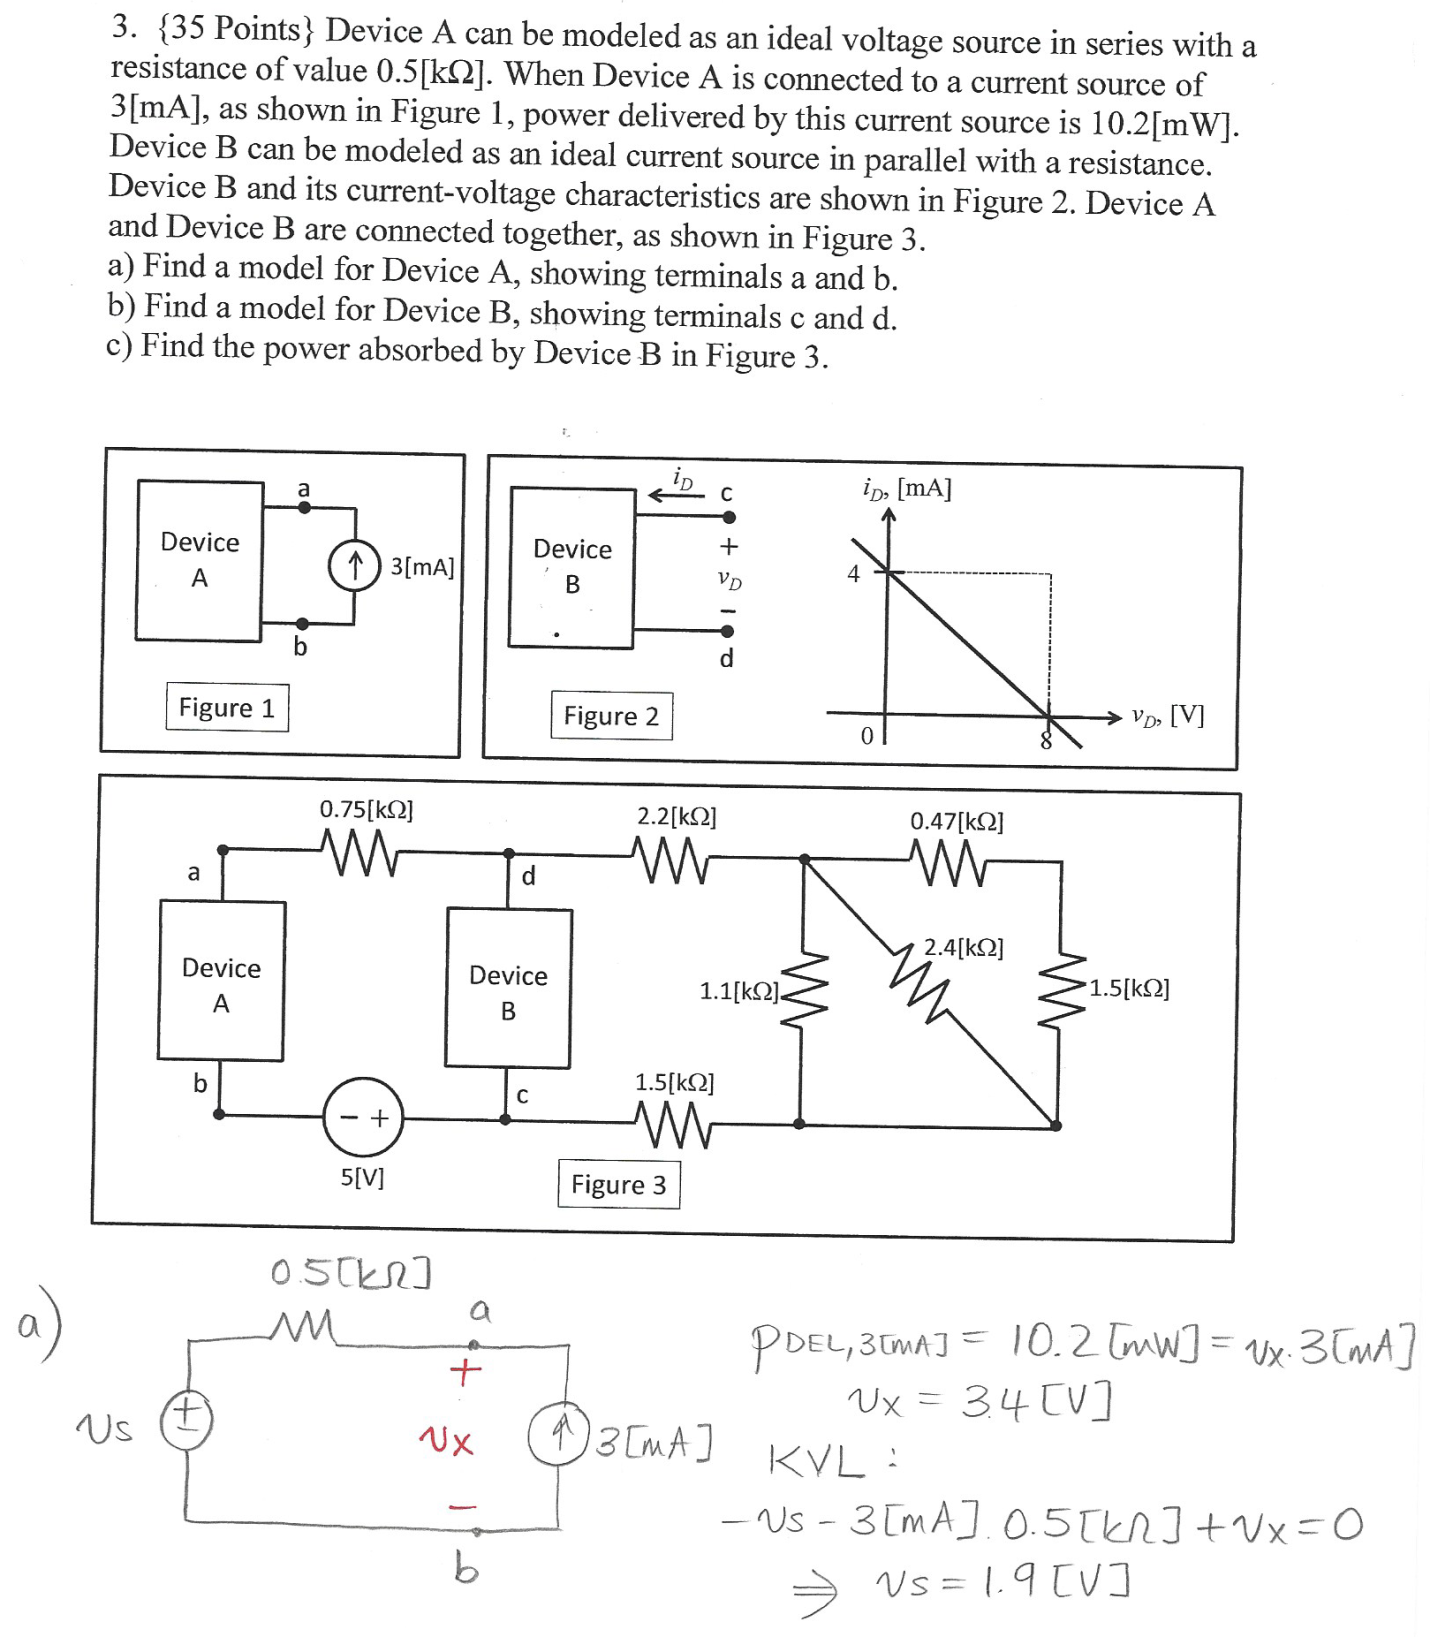 3. {35 Points} Device A can be modeled as an ideal voltage source in series with a
resistance of value 0.5[kΩ]. When Device A is connected to a current source of
3[mA], as shown in Figure 1, power delivered by this current source is 10.2[mW].
Device B can be modeled as an ideal current source in parallel with a resistance.
Device B and its current-voltage characteristics are shown in Figure 2. Device A
and Device B are connected together, as shown in Figure 3.
a) Find a model for Device A, showing terminals a and b.
b) Find a model for Device B, showing terminals c and d.
c) Find the power absorbed by Device B in Figure 3.
a
Device
A
3[mA]
b
Figure 1
iD
c
Device
B
+
vD
−
d
Figure 2
iD, [mA]
4
0
8
vD, [V]
0.75[kΩ]
2.2[kΩ]
0.47[kΩ]
a
d
Device
A
Device
B
2.4[kΩ]
1.1[kΩ]
1.5[kΩ]
b
c
− +
5[V]
1.5[kΩ]
Figure 3
a)
0.5[kΩ]
a
+
vx
−
b
vs
+
−
3[mA]
PDEL,3[mA] = 10.2[mW] = vx·3[mA]
vx = 3.4[V]
KVL :
−vs − 3[mA].0.5[kΩ] + vx = 0
⇒ vs = 1.9[V]